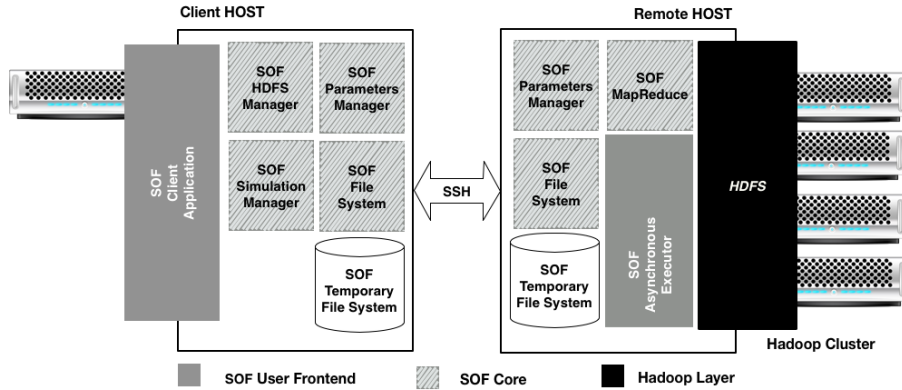 Client HOST
Remote HOST
SOF
HDFS
Manager
SOF
Parameters
Manager
SOF
Simulation
Manager
SOF
File
System
SOF
Temporary
File System
SOF
Client
Application
SSH
SOF
Parameters
Manager
SOF
MapReduce
SOF
File
System
SOF
Temporary
File System
SOF
Asynchronous
Executor
HDFS
Hadoop Cluster
SOF User Frontend
SOF Core
Hadoop Layer